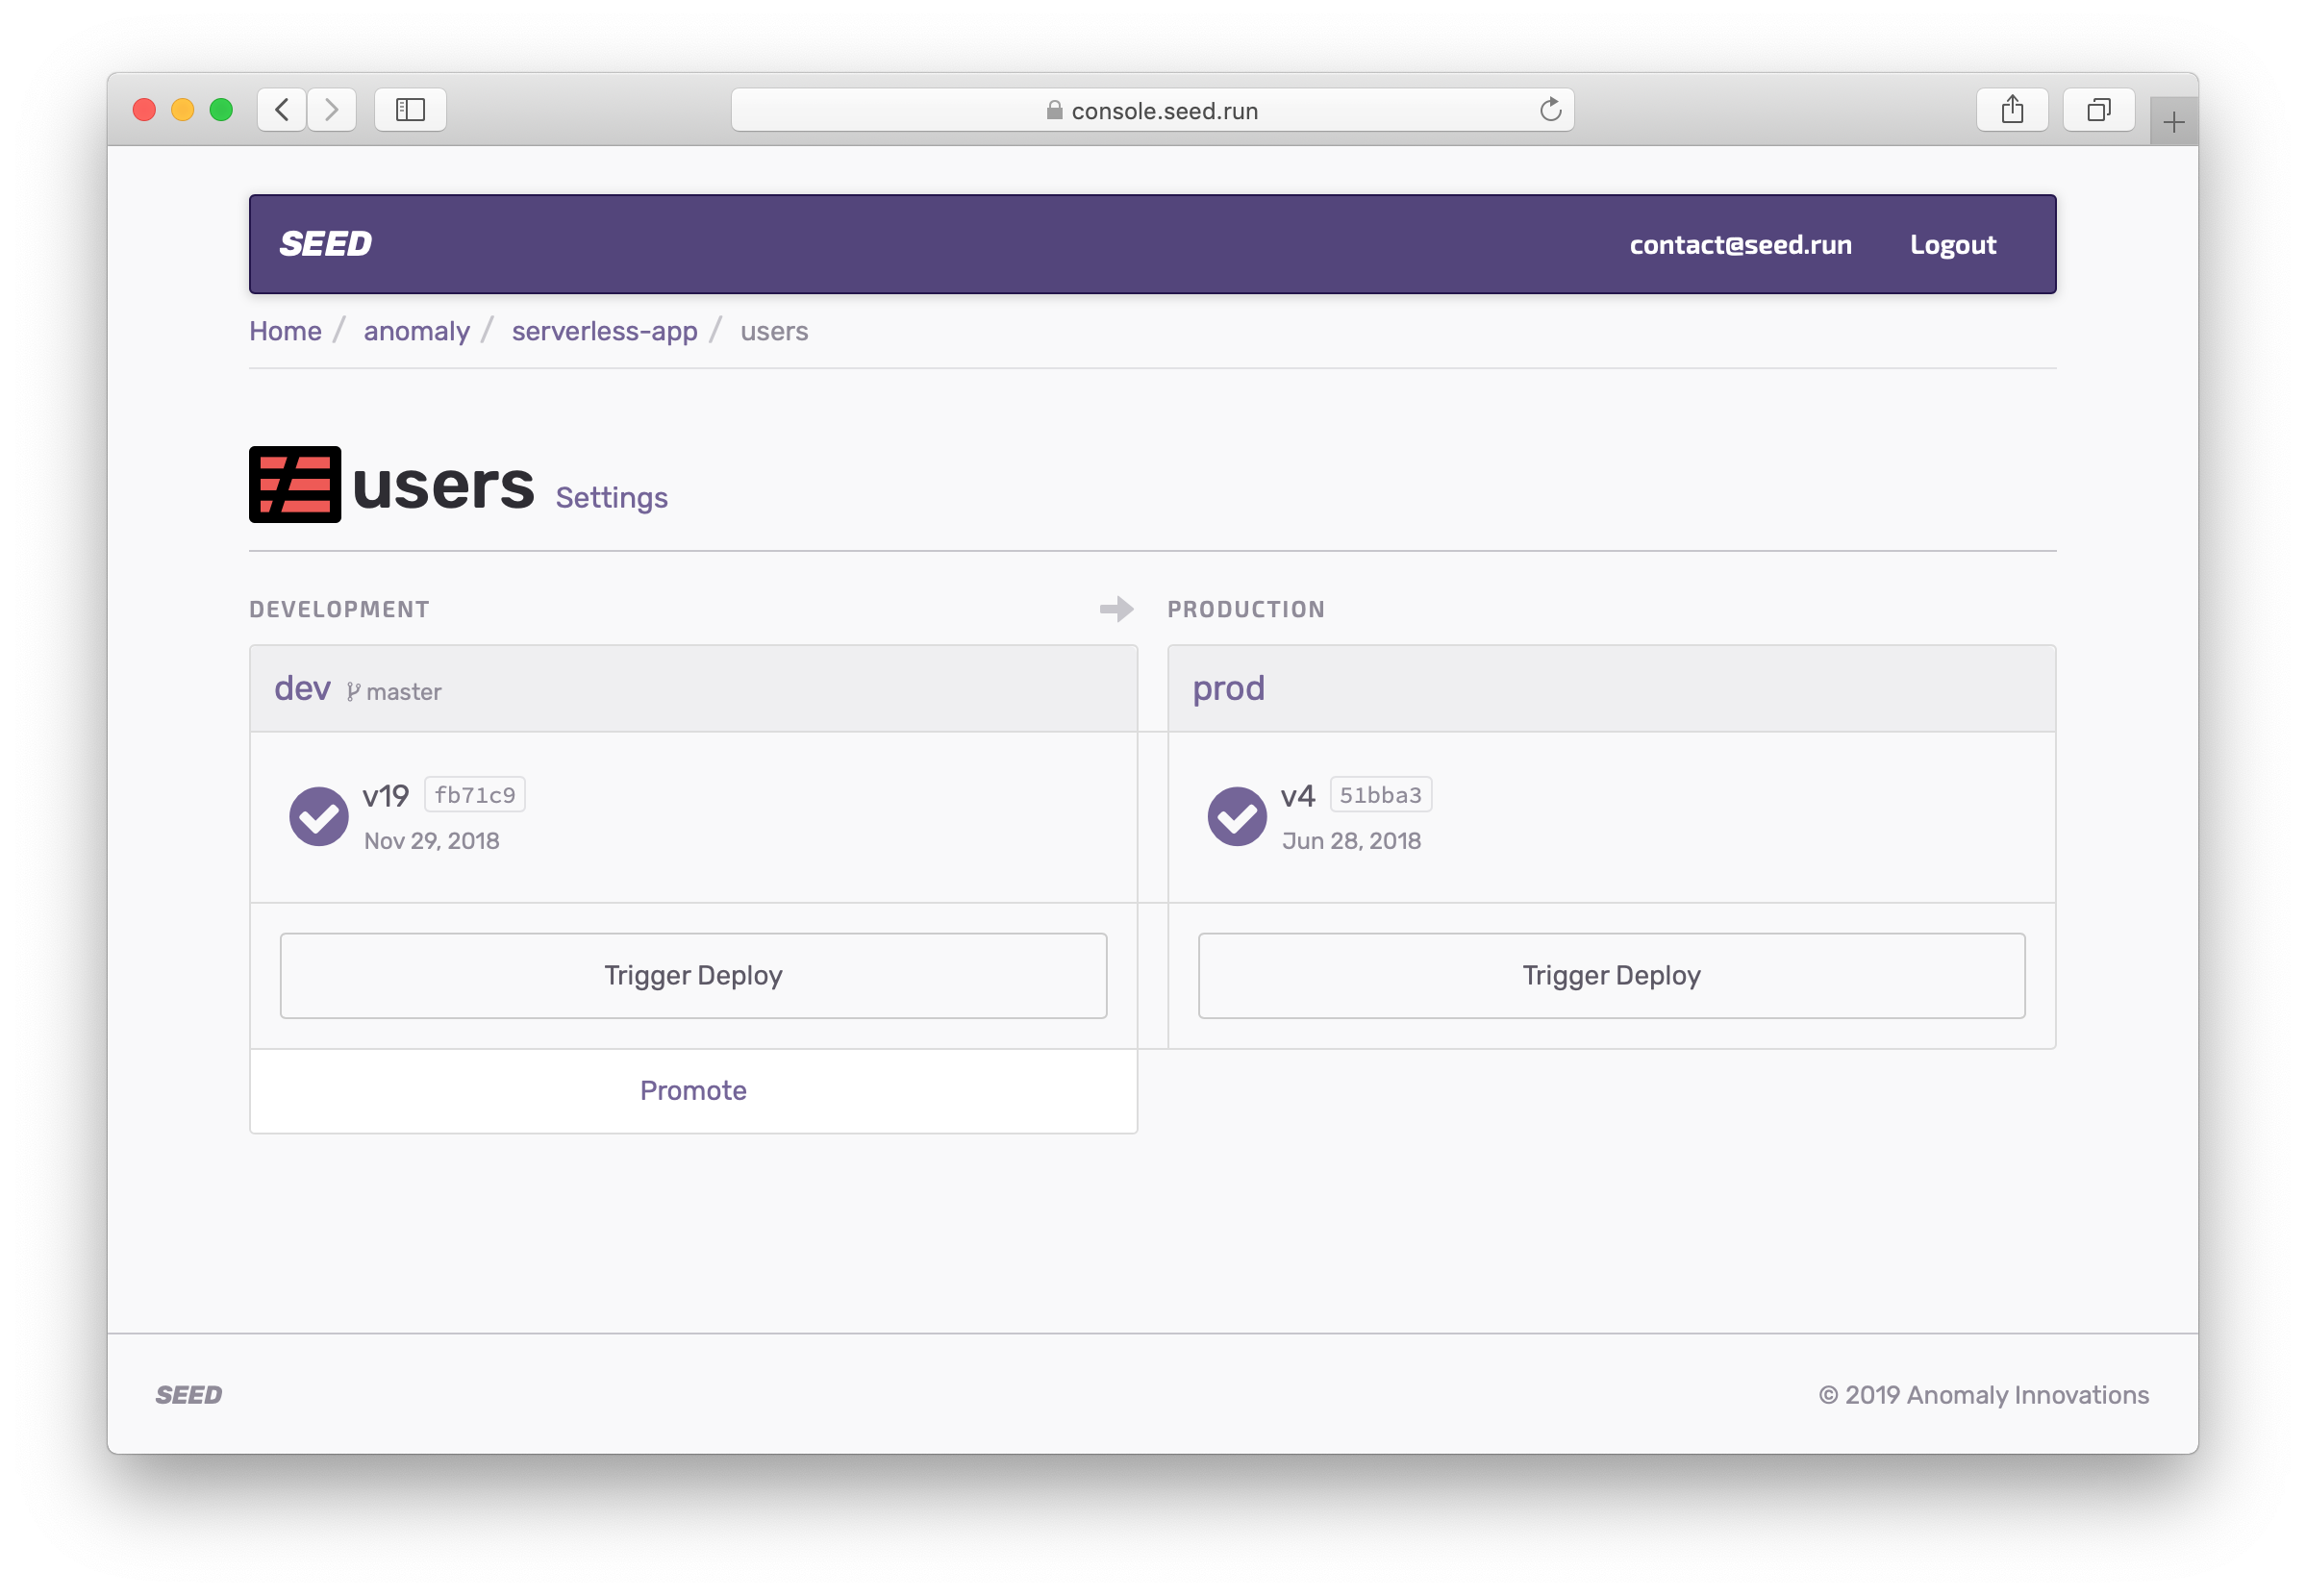 console.seed.run
SEED contact@seed.run Logout
Home / anomaly / serverless-app / users
users Settings
DEVELOPMENT
dev master
v19 fb71c9
Nov 29, 2018
Trigger Deploy
Promote
PRODUCTION
prod
v4 51bba3
Jun 28, 2018
Trigger Deploy
SEED © 2019 Anomaly Innovations